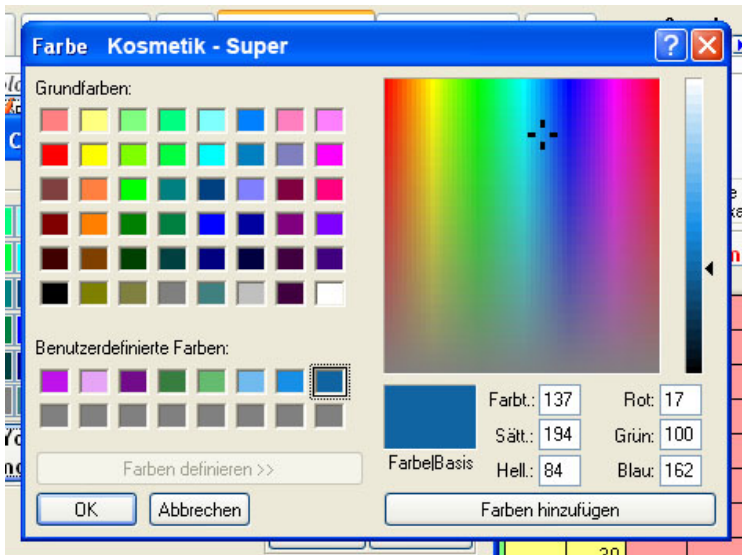 Farbe Kosmetik - Super
Grundfarben:
Benutzerdefinierte Farben:
Farben definieren >>
OK
Abbrechen
Farbe|Basis
Farbt.: 137
Rot: 17
Sätt.: 194
Grün: 100
Hell.: 84
Blau: 162
Farben hinzufügen